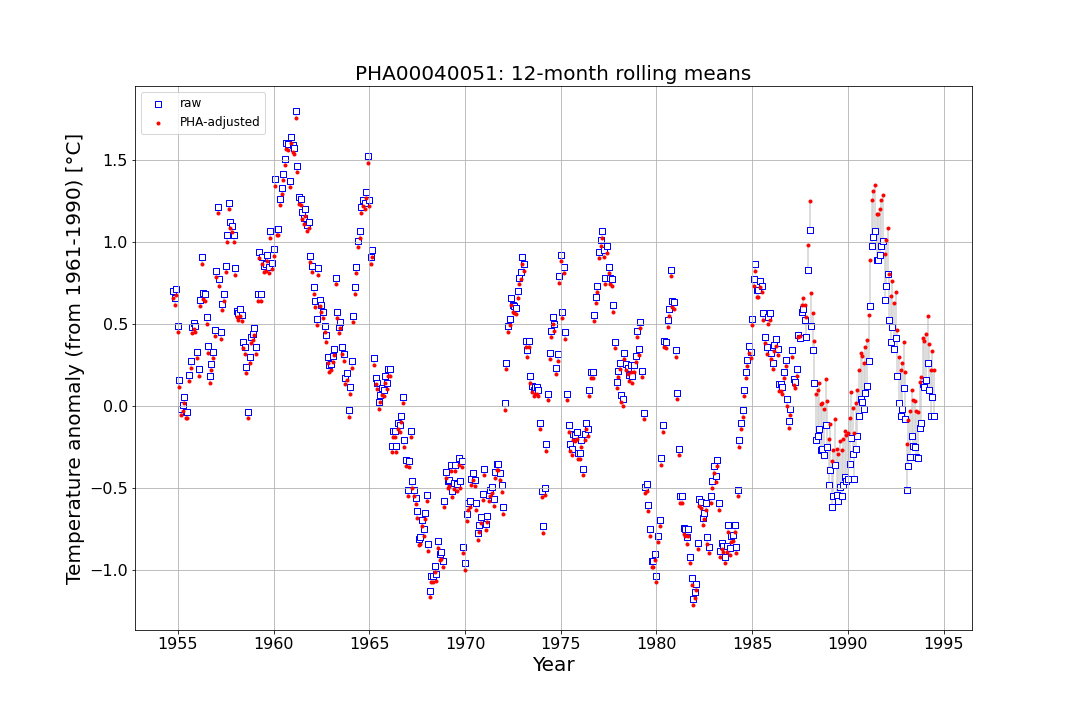 PHA00040051: 12-month rolling means
raw
PHA-adjusted
Temperature anomaly (from 1961-1990) [°C]
1.5
1.0
0.5
0.0
−0.5
−1.0
1955 1960 1965 1970 1975 1980 1985 1990 1995
Year